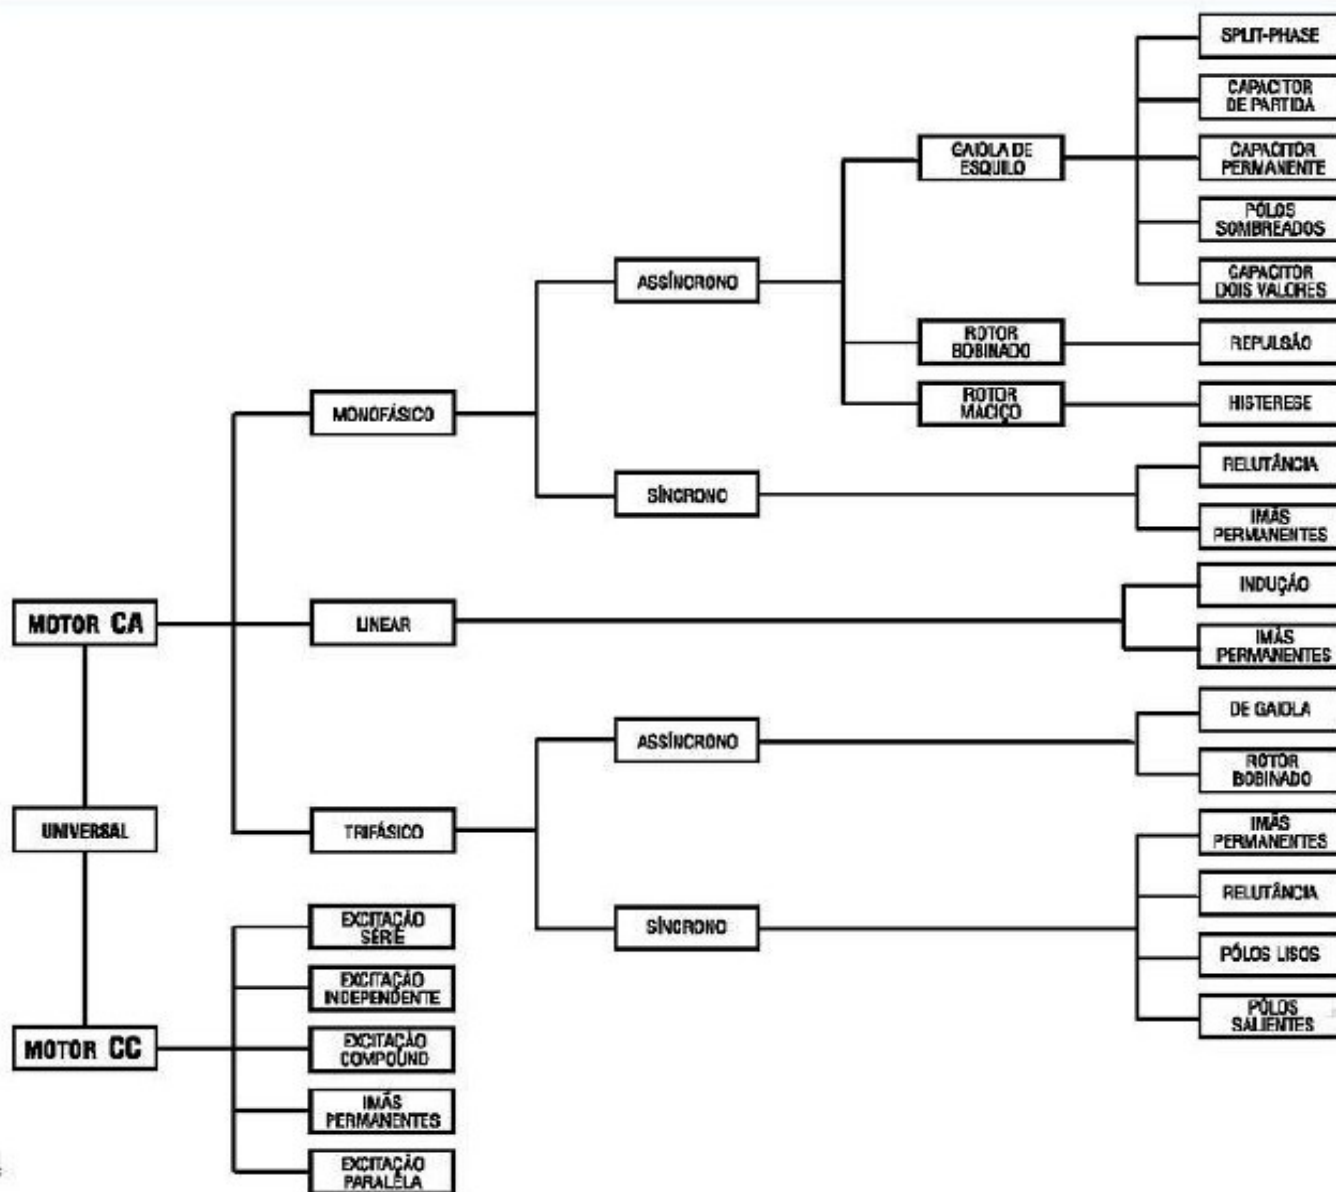 SPLIT-PHASE
CAPACITOR
DE PARTIDA
GAIOLA DE
ESQUILO
CAPACITOR
PERMANENTE
PÓLOS
SOMBREADOS
ASSÍNCRONO
CAPACITOR
DOIS VALORES
ROTOR
BOBINADO
REPULSÃO
ROTOR
MACIÇO
HISTERESE
MONOFÁSICO
RELUTÂNCIA
SÍNCRONO
IMÃS
PERMANENTES
INDUÇÃO
MOTOR CA
LINEAR
IMÃS
PERMANENTES
DE GAIOLA
ASSÍNCRONO
ROTOR
BOBINADO
UNIVERSAL
TRIFÁSICO
IMÃS
PERMANENTES
RELUTÂNCIA
EXCITAÇÃO
SÉRIE
SÍNCRONO
PÓLOS LISOS
EXCITAÇÃO
INDEPENDENTE
PÓLOS
SALIENTES
MOTOR CC
EXCITAÇÃO
COMPOUND
IMÃS
PERMANENTES
EXCITAÇÃO
PARALELA